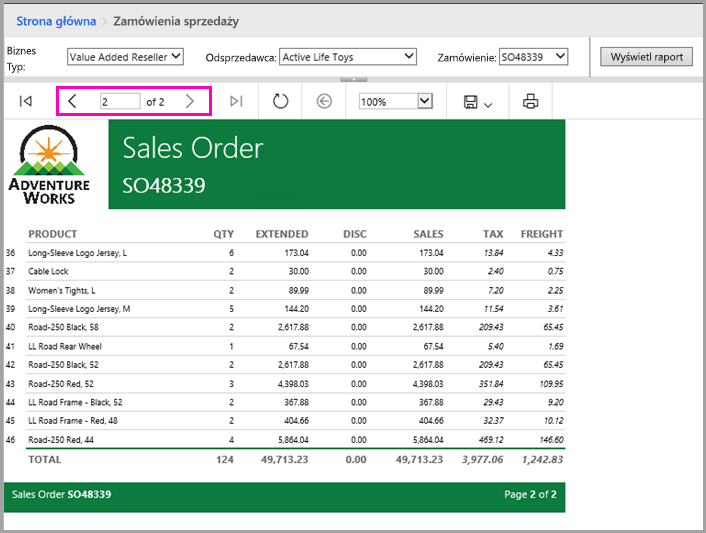 Strona główna > Zamówienia sprzedaży
Biznes Typ: Value Added Reseller Odsprzedawca: Active Life Toys Zamówienie: SO48339 Wyświetl raport
2 of 2 100%
ADVENTURE WORKS
Sales Order
SO48339
PRODUCT QTY EXTENDED DISC SALES TAX FREIGHT
36 Long-Sleeve Logo Jersey, L 6 173.04 0.00 173.04 13.84 4.33
37 Cable Lock 2 30.00 0.00 30.00 2.40 0.75
38 Women's Tights, L 2 89.99 0.00 89.99 7.20 2.25
39 Long-Sleeve Logo Jersey, M 5 144.20 0.00 144.20 11.54 3.61
40 Road-250 Black, 58 2 2,617.88 0.00 2,617.88 209.43 65.45
41 LL Road Rear Wheel 1 67.54 0.00 67.54 5.40 1.69
42 Road-250 Black, 52 2 2,617.88 0.00 2,617.88 209.43 65.45
43 Road-250 Red, 52 3 4,398.03 0.00 4,398.03 351.84 109.95
44 LL Road Frame - Black, 52 2 367.88 0.00 367.88 29.43 9.20
45 LL Road Frame - Red, 48 2 404.66 0.00 404.66 32.37 10.12
46 Road-250 Red, 44 4 5,864.04 0.00 5,864.04 469.12 146.60
TOTAL 124 49,713.23 0.00 49,713.23 3,977.06 1,242.83
Sales Order SO48339 Page 2 of 2